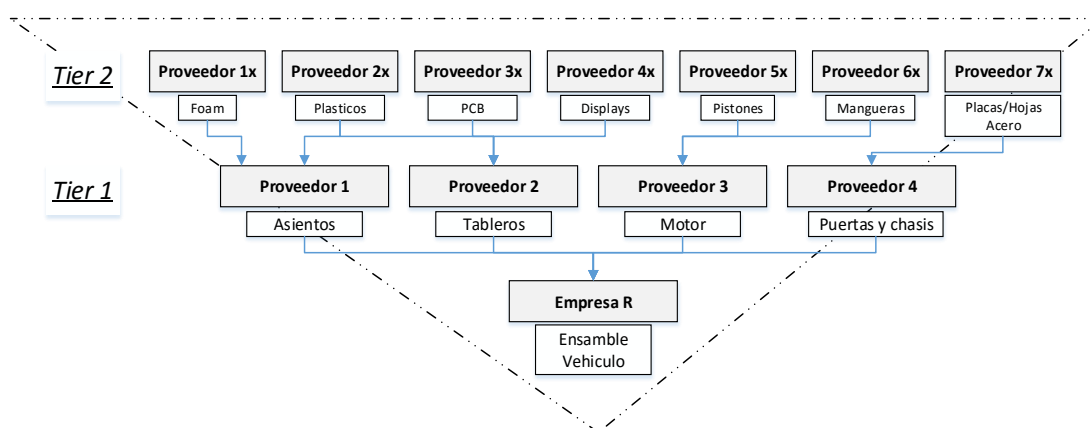 Tier 2
Proveedor 1x
Proveedor 2x
Proveedor 3x
Proveedor 4x
Proveedor 5x
Proveedor 6x
Proveedor 7x
Foam
Plasticos
PCB
Displays
Pistones
Mangueras
Placas/Hojas
Acero
Tier 1
Proveedor 1
Proveedor 2
Proveedor 3
Proveedor 4
Asientos
Tableros
Motor
Puertas y chasis
Empresa R
Ensamble
Vehiculo